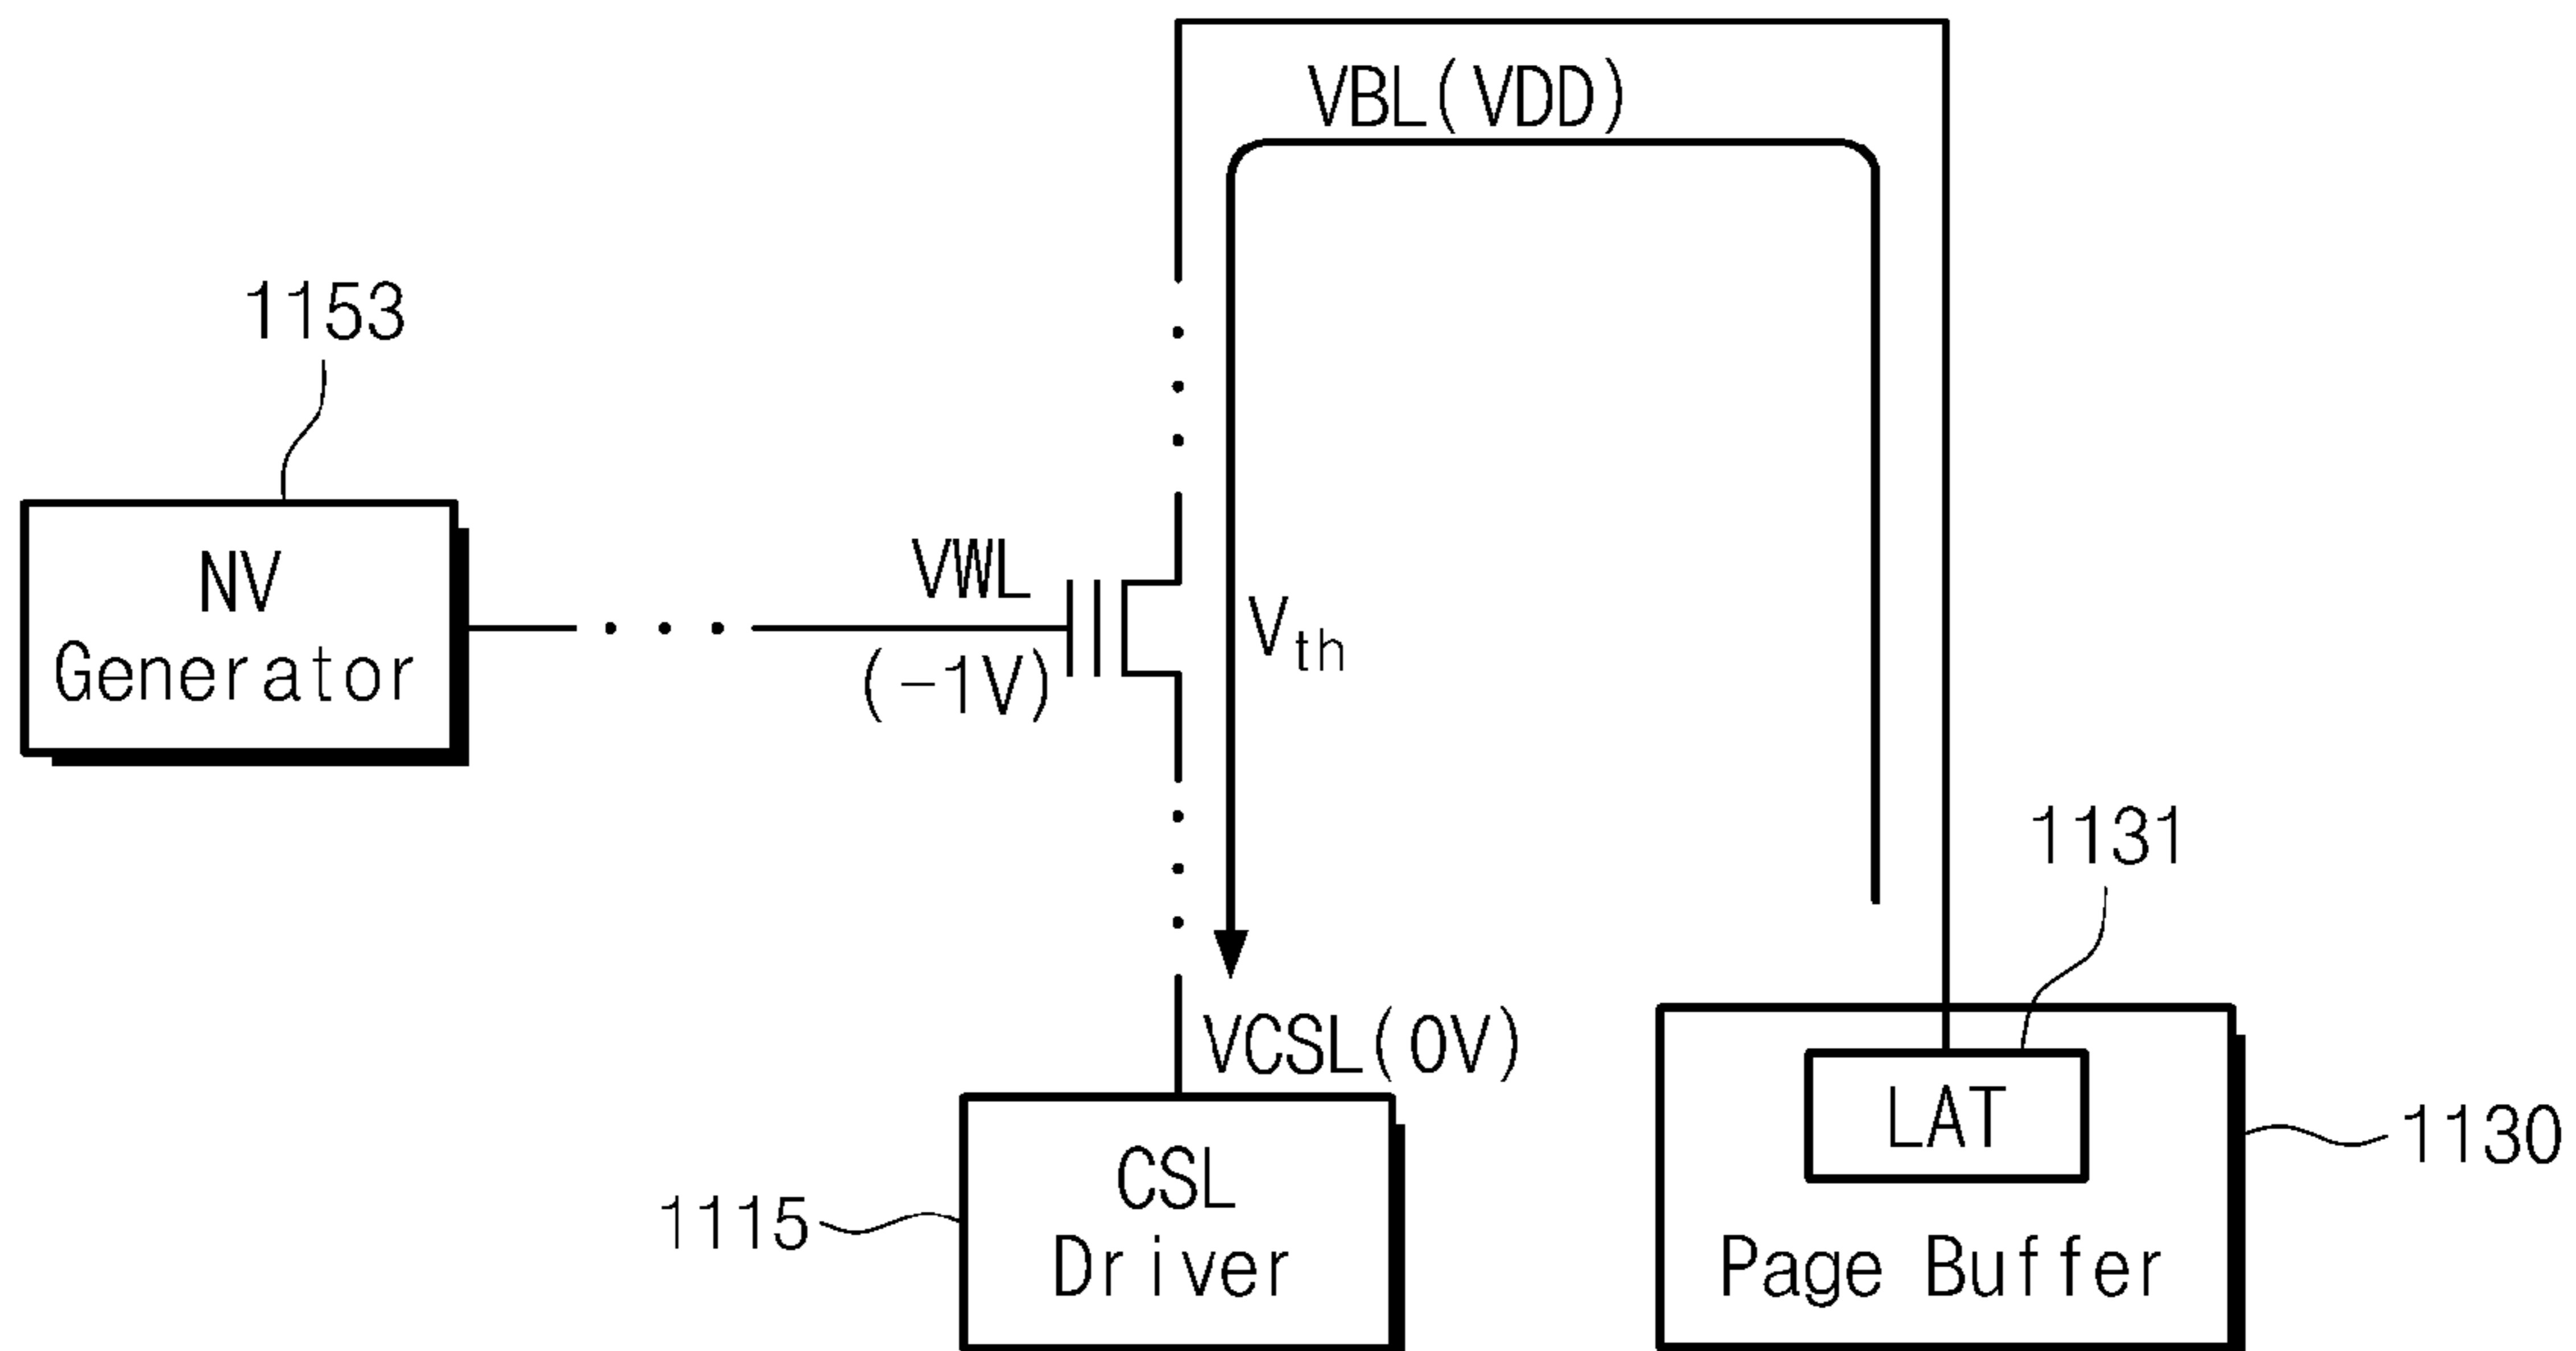 VBL(VDD)
1153
NV
Generator
VWL
(-1V)
Vth
1131
VCSL(0V)
LAT
1130
CSL
Driver
1115
Page Buffer